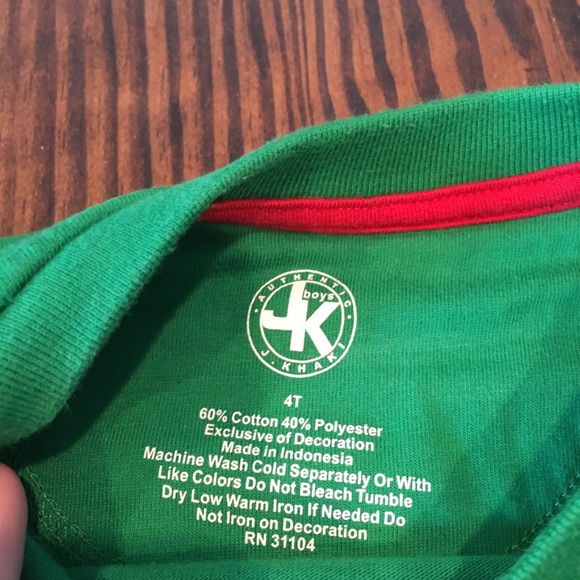 AUTHENTIC
boys
JK
J. KHAKI
4T
60% Cotton 40% Polyester
Exclusive of Decoration
Made in Indonesia
Machine Wash Cold Separately Or With
Like Colors Do Not Bleach Tumble
Dry Low Warm Iron If Needed Do
Not Iron on Decoration
RN 31104